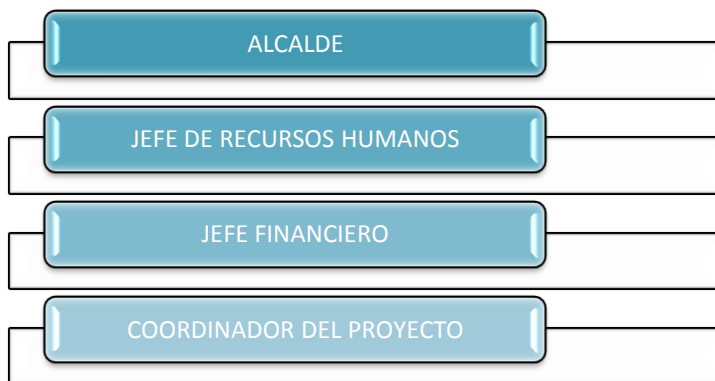 ALCALDE
JEFE DE RECURSOS HUMANOS
JEFE FINANCIERO
COORDINADOR DEL PROYECTO